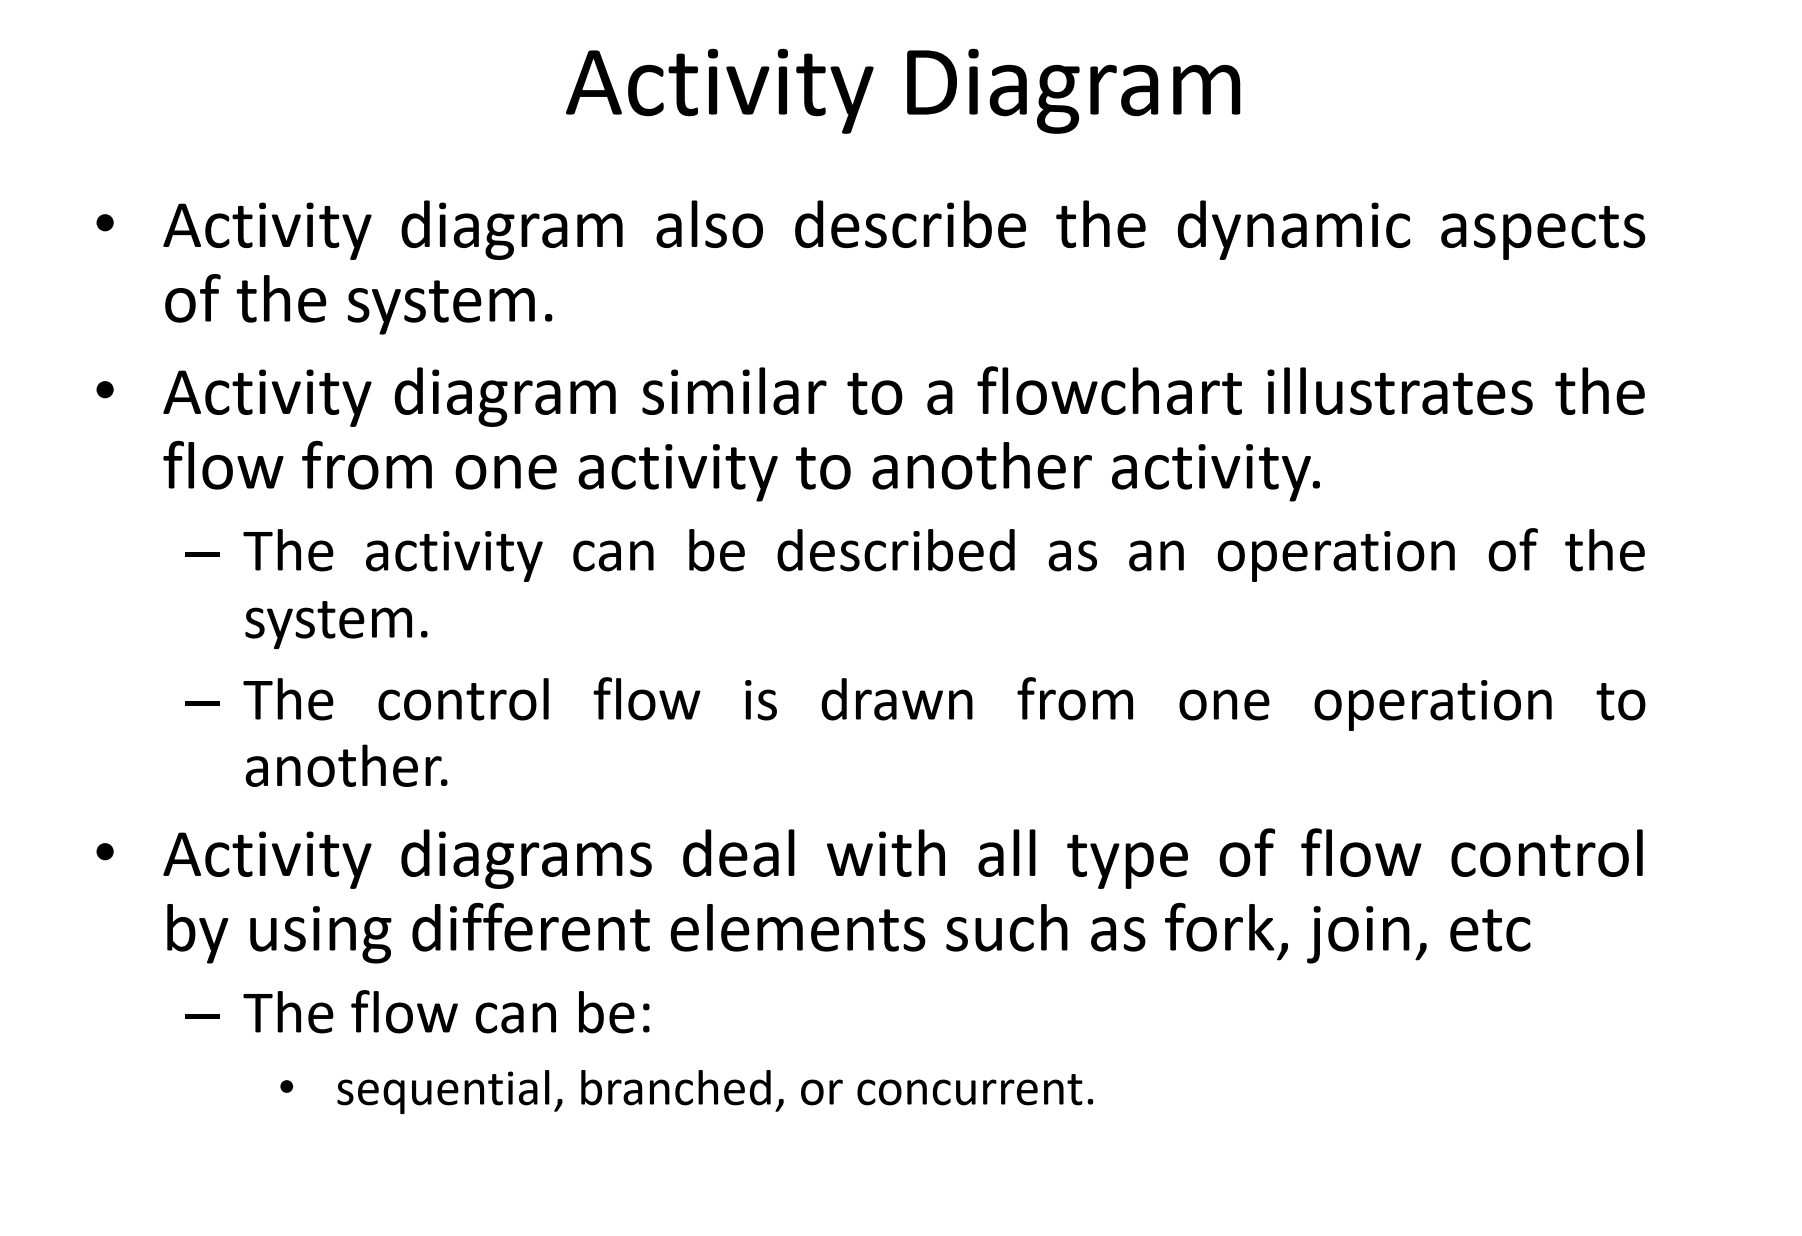 Activity Diagram
• Activity diagram also describe the dynamic aspects
of the system.
• Activity diagram similar to a flowchart illustrates the
flow from one activity to another activity.
– The activity can be described as an operation of the
system.
– The control flow is drawn from one operation to
another.
• Activity diagrams deal with all type of flow control
by using different elements such as fork, join, etc
– The flow can be:
• sequential, branched, or concurrent.